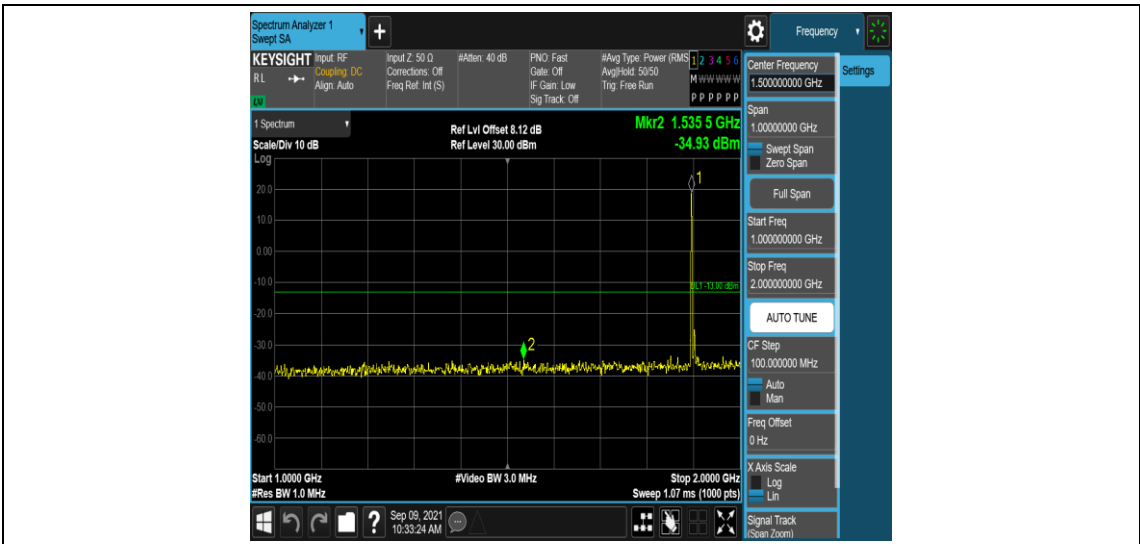 Spectrum Analyzer 1
Swept SA
+
Frequency
KEYSIGHT
RL
LXI
Input: RF
Coupling: DC
Align: Auto
Input Z: 50 Ω
Corrections: Off
Freq Ref: Int (S)
#Atten: 40 dB
PNO: Fast
Gate: Off
IF Gain: Low
Sig Track: Off
#Avg Type: Power (RMS
Avg|Hold: 50/50
Trig: Free Run
1 2 3 4 5 6
M W W W W W
P P P P P P
1 Spectrum
Scale/Div 10 dB
Ref Lvl Offset 8.12 dB
Ref Level 30.00 dBm
Mkr2 1.535 5 GHz
-34.93 dBm
Log
20.0
10.0
0.00
-10.0
-20.0
-30.0
-40.0
-50.0
-60.0
1
DL1 -13.00 dBm
2
Start 1.0000 GHz
#Res BW 1.0 MHz
#Video BW 3.0 MHz
Stop 2.0000 GHz
Sweep 1.07 ms (1000 pts)
?
Sep 09, 2021
10:33:24 AM
Center Frequency
1.500000000 GHz
Settings
Span
1.00000000 GHz
Swept Span
Zero Span
Full Span
Start Freq
1.000000000 GHz
Stop Freq
2.000000000 GHz
AUTO TUNE
CF Step
100.000000 MHz
Auto
Man
Freq Offset
0 Hz
X Axis Scale
Log
Lin
Signal Track
(Span Zoom)